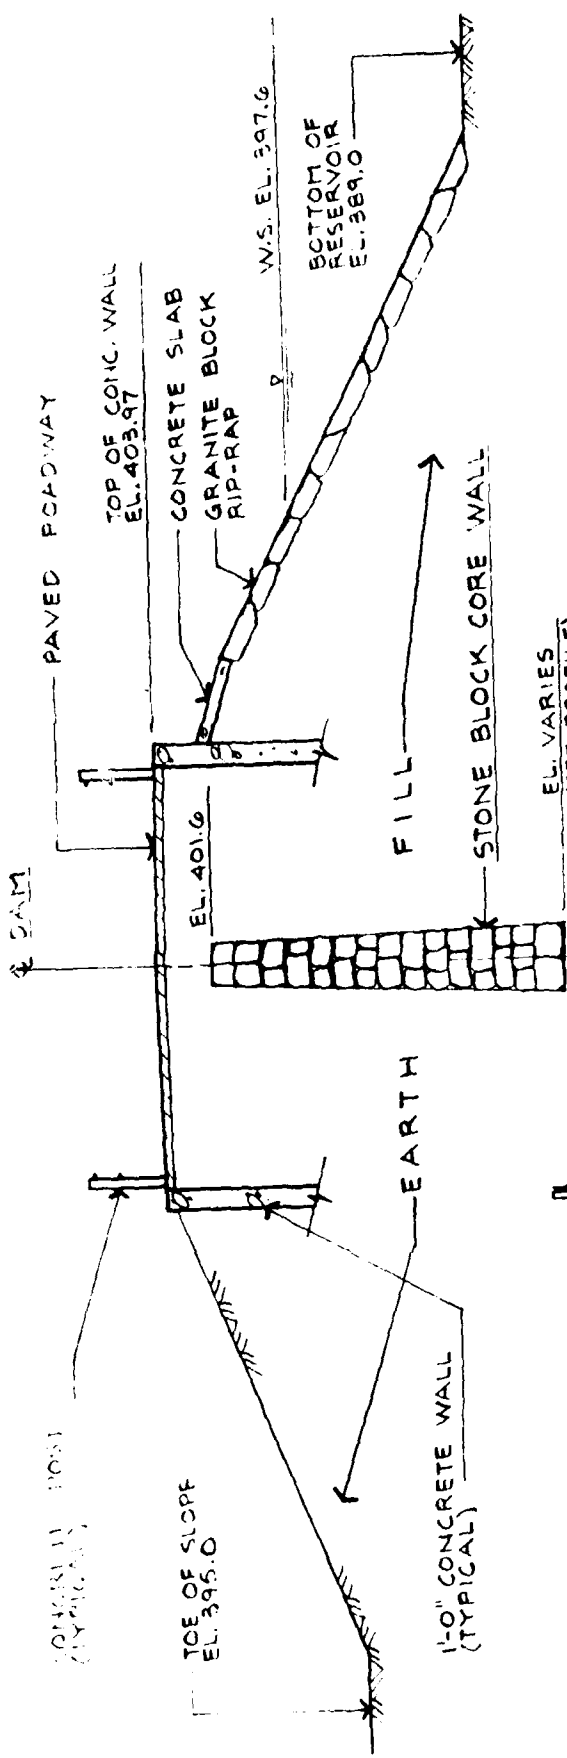 ℄ DAM
PAVED ROADWAY
TOP OF CONC. WALL
EL. 403.97
CONCRETE SLAB
GRANITE BLOCK
RIP-RAP
W.S. EL. 397.6
BOTTOM OF
RESERVOIR
EL. 389.0
EL. 401.6
(TYPICAL)
TOE OF SLOPE
EL. 395.0
1'-0" CONCRETE WALL
(TYPICAL)
EARTH
FILL
STONE BLOCK CORE WALL
EL. VARIES